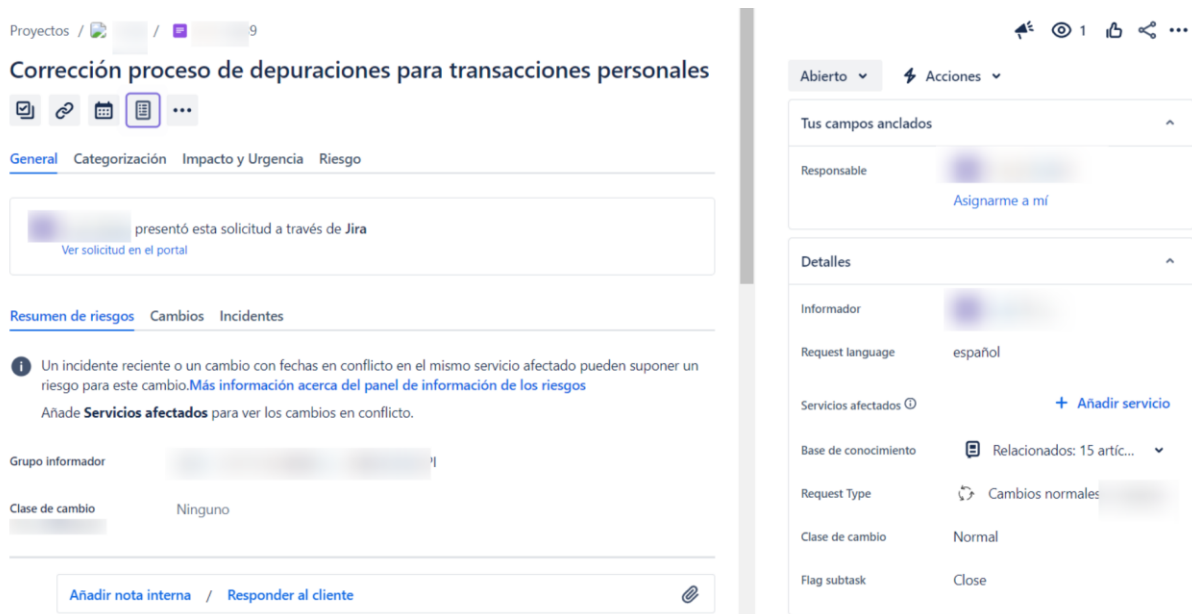 Proyectos / / 9
1
Corrección proceso de depuraciones para transacciones personales
General Categorización Impacto y Urgencia Riesgo
presentó esta solicitud a través de Jira
Ver solicitud en el portal
Resumen de riesgos Cambios Incidentes
Un incidente reciente o un cambio con fechas en conflicto en el mismo servicio afectado pueden suponer un
riesgo para este cambio.Más información acerca del panel de información de los riesgos
Añade Servicios afectados para ver los cambios en conflicto.
Grupo informador
Clase de cambio Ninguno
Añadir nota interna / Responder al cliente
Abierto Acciones
Tus campos anclados
Responsable
Asignarme a mí
Detalles
Informador
Request language español
Servicios afectados + Añadir servicio
Base de conocimiento Relacionados: 15 artíc...
Request Type Cambios normales
Clase de cambio Normal
Flag subtask Close